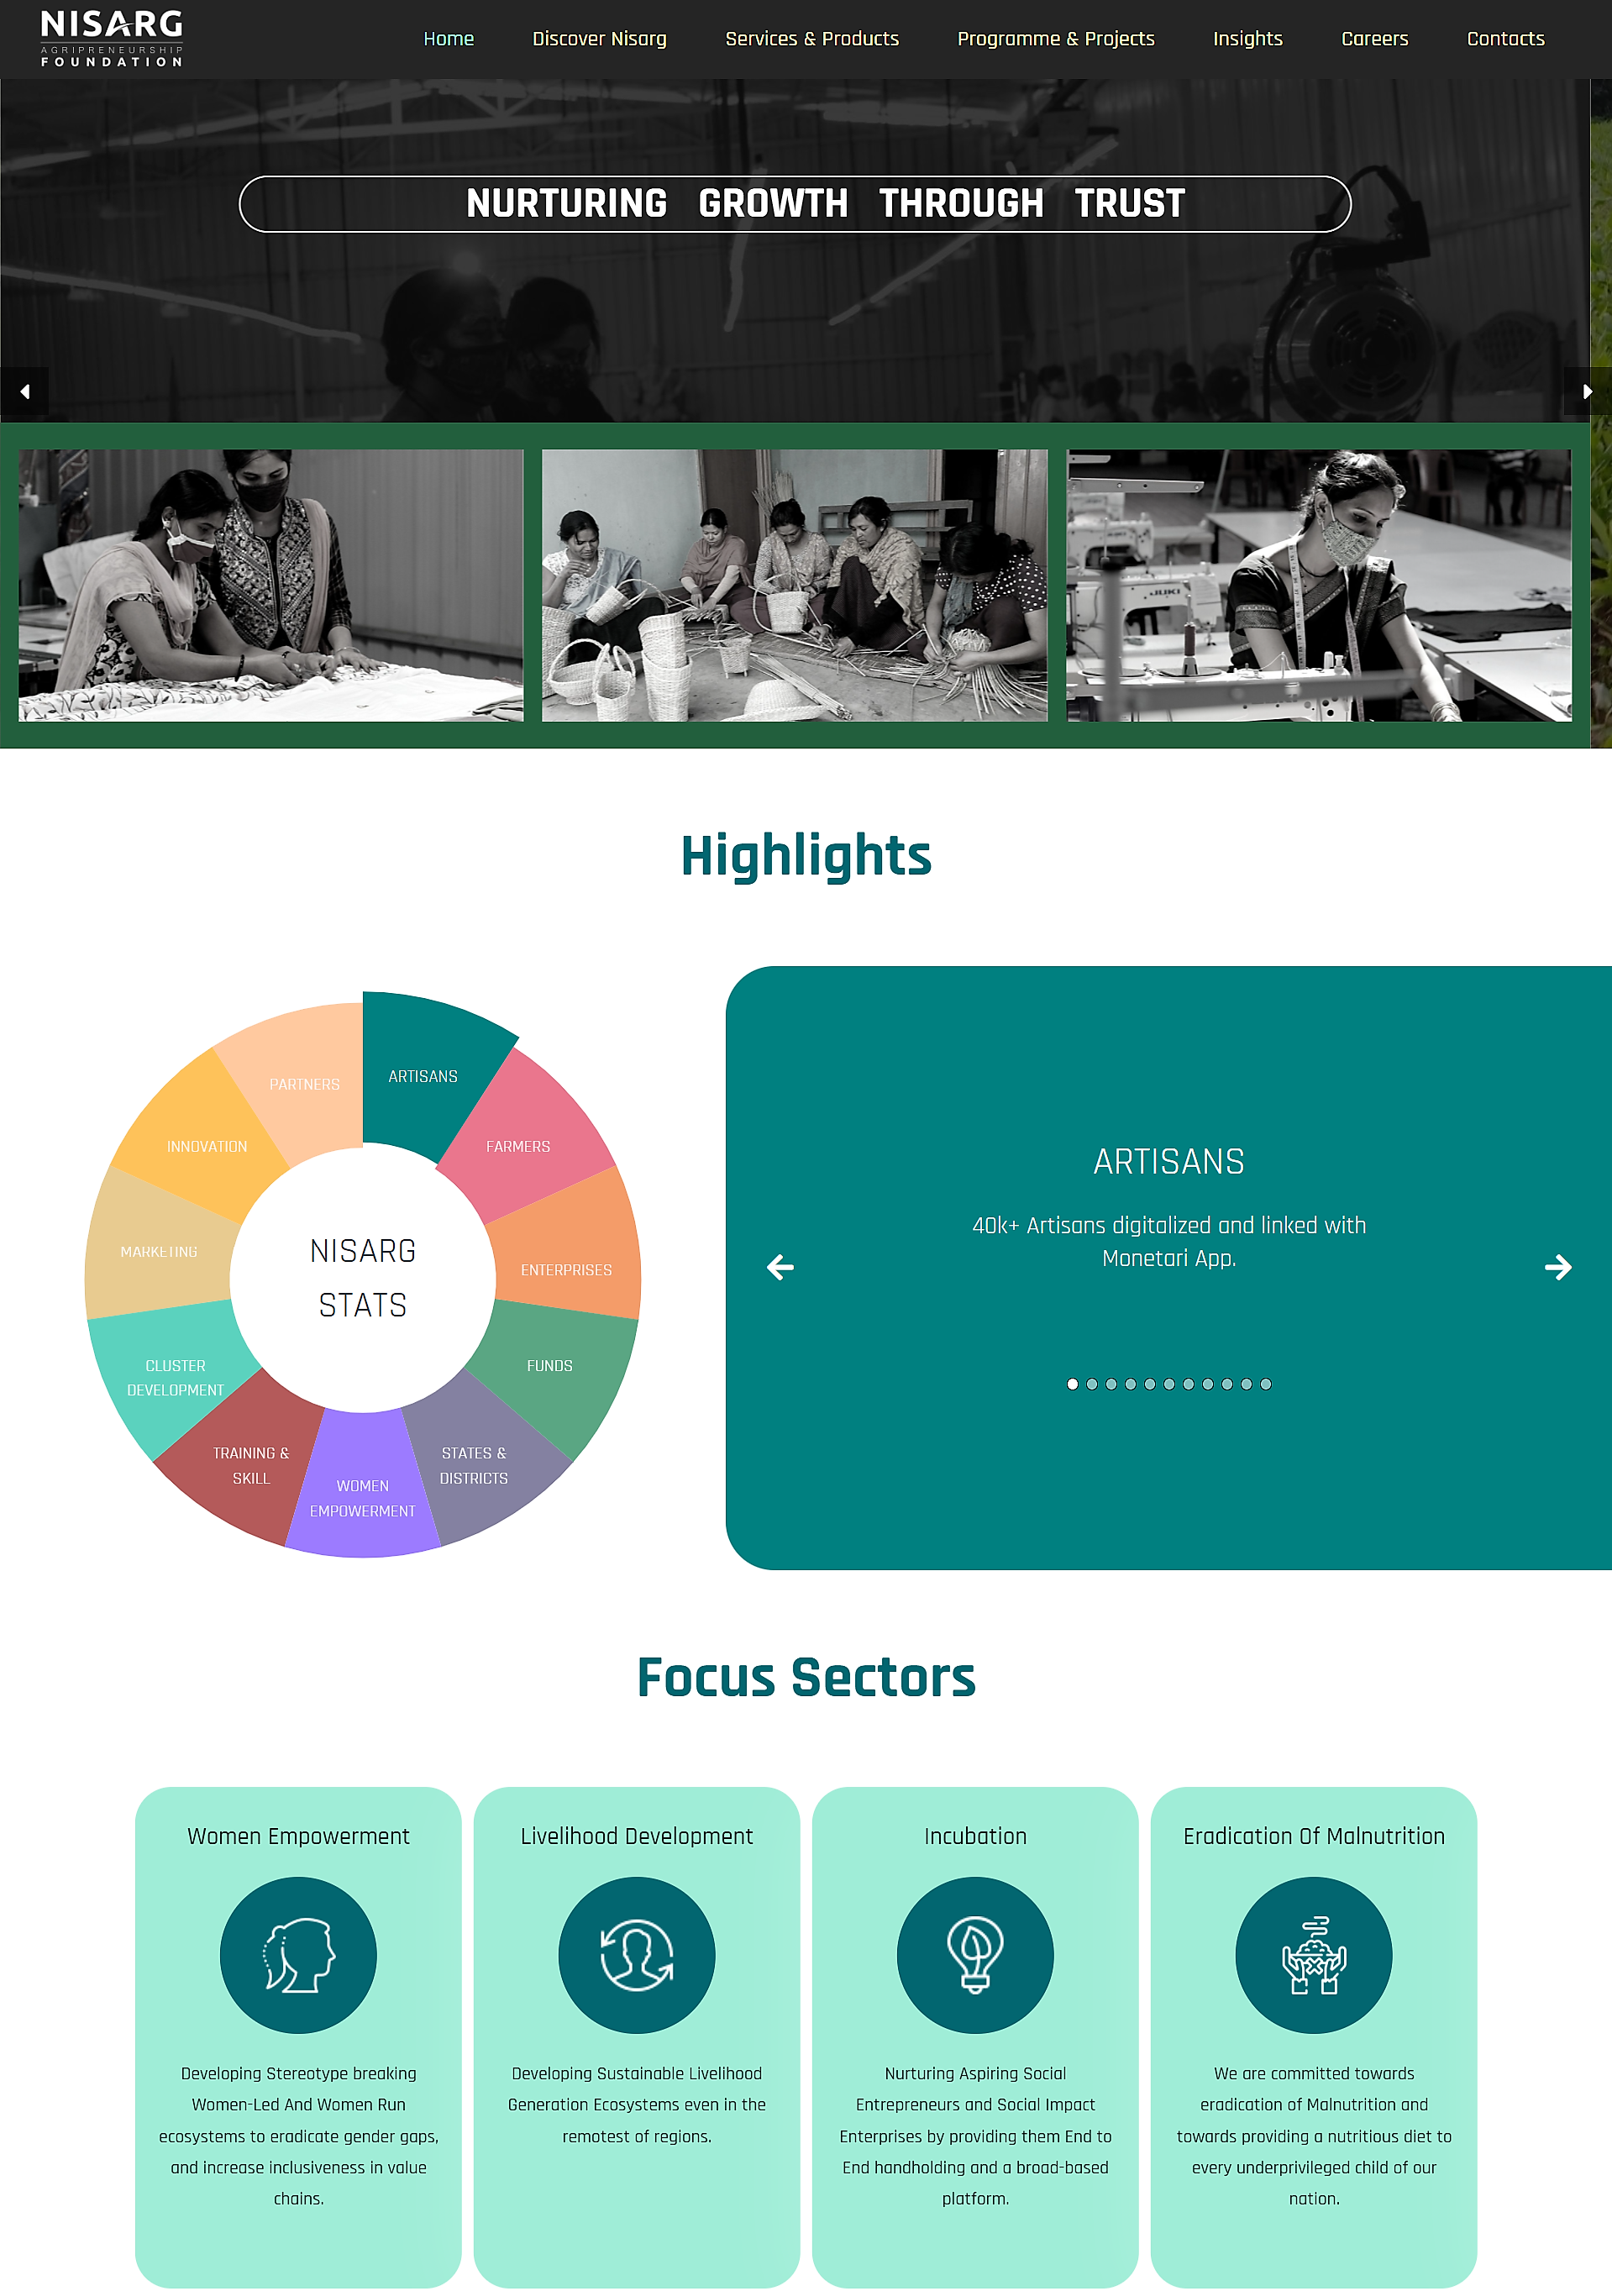 NISARG
AGRIPRENEURSHIP
FOUNDATION
Home
Discover Nisarg
Services & Products
Programme & Projects
Insights
Careers
Contacts
NURTURING GROWTH THROUGH TRUST
JUKI
Highlights
PARTNERS
ARTISANS
INNOVATION
FARMERS
MARKETING
ENTERPRISES
NISARG
STATS
CLUSTER
DEVELOPMENT
FUNDS
TRAINING &
SKILL
WOMEN
EMPOWERMENT
STATES &
DISTRICTS
ARTISANS
40k+ Artisans digitalized and linked with
Monetari App.
Focus Sectors
Women Empowerment
Developing Stereotype breaking
Women-Led And Women Run
ecosystems to eradicate gender gaps,
and increase inclusiveness in value
chains.
Livelihood Development
Developing Sustainable Livelihood
Generation Ecosystems even in the
remotest of regions.
Incubation
Nurturing Aspiring Social
Entrepreneurs and Social Impact
Enterprises by providing them End to
End handholding and a broad-based
platform.
Eradication Of Malnutrition
We are committed towards
eradication of Malnutrition and
towards providing a nutritious diet to
every underprivileged child of our
nation.